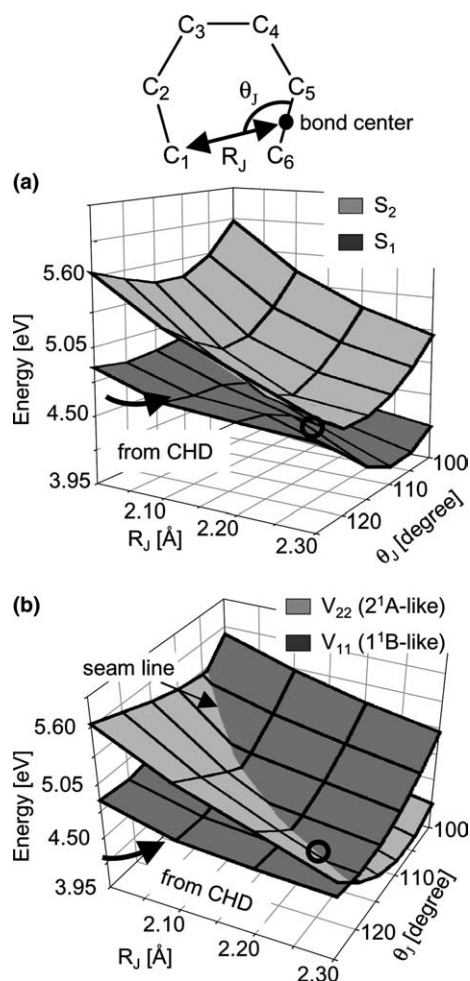 C3 C4
C2 θJ C5
bond center
C1 RJ C6
(a)
S2
S1
Energy [eV]
5.60
5.05
4.50
3.95
from CHD
2.10
2.20
2.30
RJ [Å]
100
110
120
θJ [degree]
(b)
V22 (2¹A-like)
V11 (1¹B-like)
seam line
Energy [eV]
5.60
5.05
4.50
3.95
from CHD
2.10
2.20
2.30
RJ [Å]
100
110
120
θJ [degree]